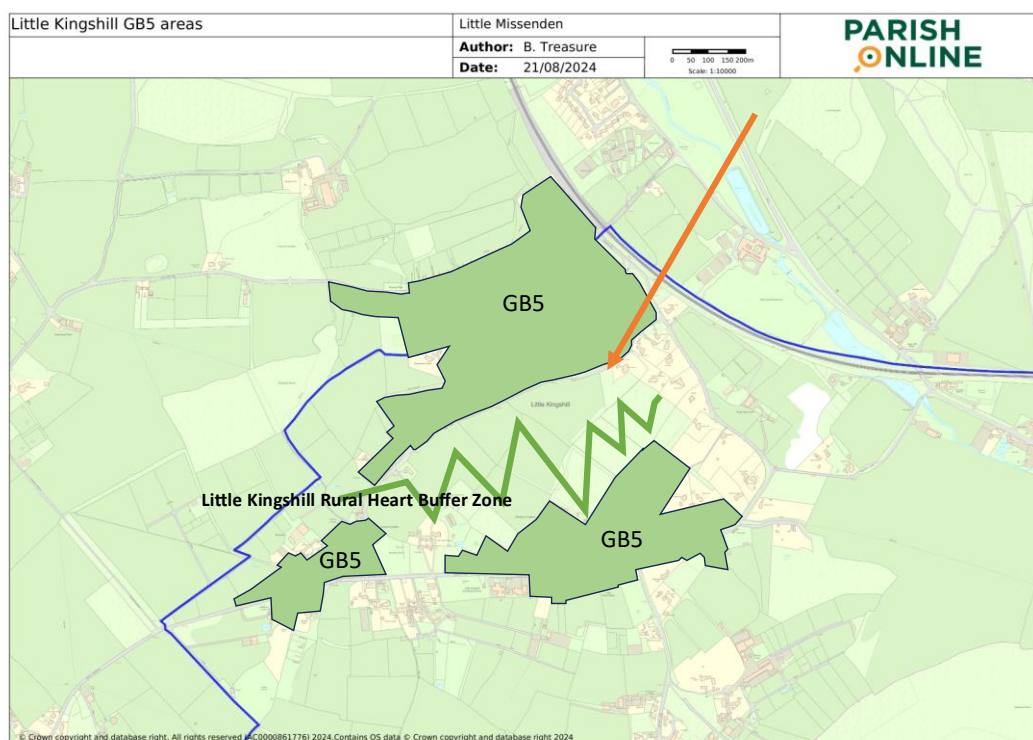 Little Kingshill GB5 areas
Little Missenden
Author: B. Treasure
Date: 21/08/2024
0 50 100 150 200m
Scale: 1:10000
PARISH
ONLINE
GB5
Little Kingshill
Little Kingshill Rural Heart Buffer Zone
GB5
GB5
© Crown copyright and database right. All rights reserved (AC0000861776) 2024.Contains OS data © Crown copyright and database right 2024